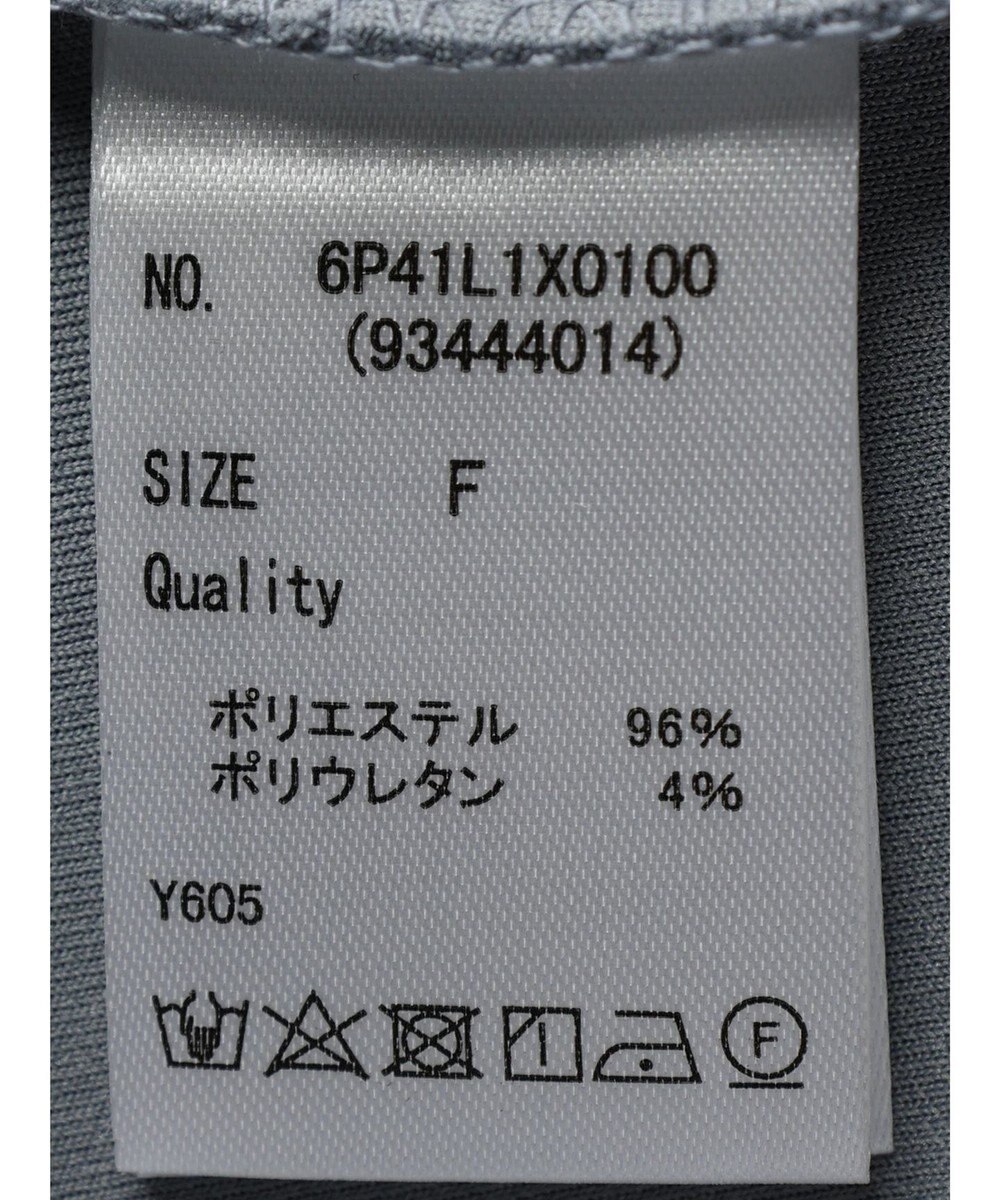 NO. 6P41L1X0100
(93444014)
SIZE F
Quality
ポリエステル 96%
ポリウレタン 4%
Y605
F